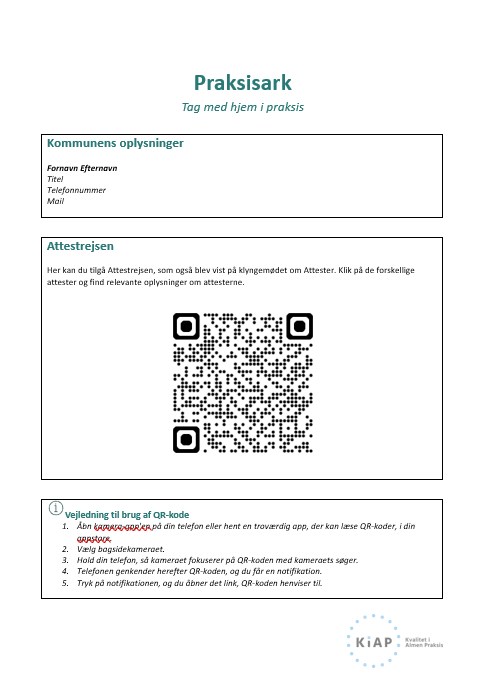 Praksisark
Tag med hjem i praksis
Kommunens oplysninger
Fornavn Efternavn
Titel
Telefonnummer
Mail
Attestrejsen
Her kan du tilgå Attestrejsen, som også blev vist på klyngemødet om Attester. Klik på de forskellige
attester og find relevante oplysninger om attesterne.
i
Vejledning til brug af QR-kode
1. Åbn kamera-app'en på din telefon eller hent en troværdig app, der kan læse QR-koder, i din
appstore.
2. Vælg bagsidekameraet.
3. Hold din telefon, så kameraet fokuserer på QR-koden med kameraets søger.
4. Telefonen genkender herefter QR-koden, og du får en notifikation.
5. Tryk på notifikationen, og du åbner det link, QR-koden henviser til.
KiAP
Kvalitet i
Almen Praksis